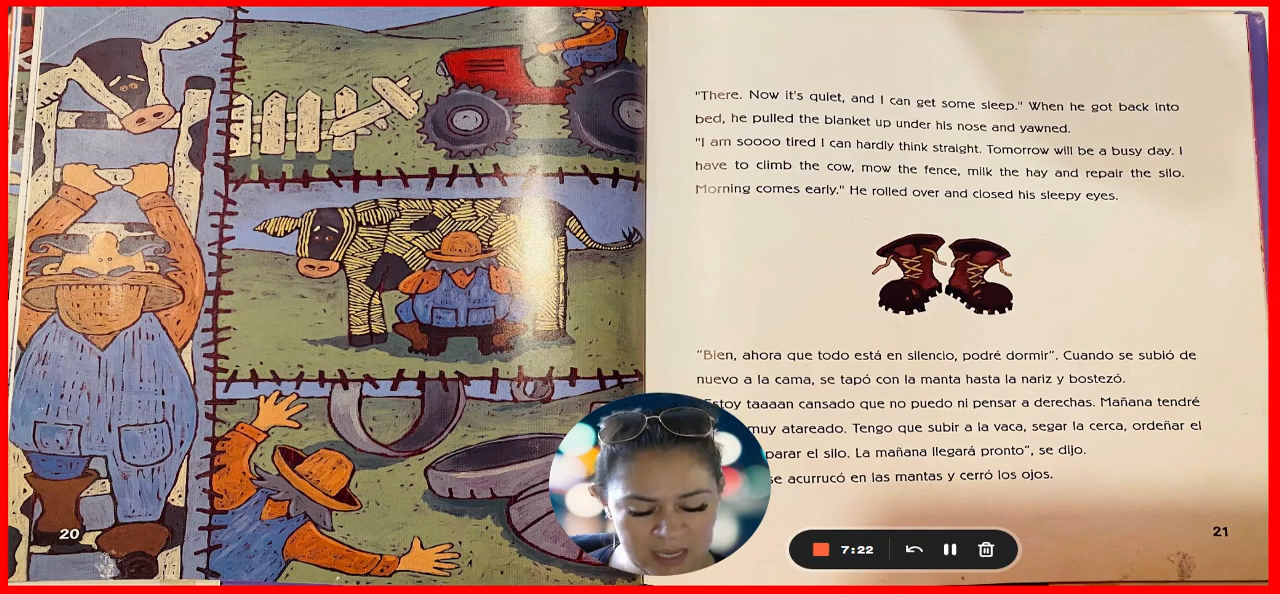 "There. Now it's quiet, and I can get some sleep." When he got back into
bed, he pulled the blanket up under his nose and yawned.
"I am soooo tired I can hardly think straight. Tomorrow will be a busy day. I
have to climb the cow, mow the fence, milk the hay and repair the silo.
Morning comes early." He rolled over and closed his sleepy eyes.
"Bien, ahora que todo está en silencio, podré dormir". Cuando se subió de
nuevo a la cama, se tapó con la manta hasta la nariz y bostezó.
Estoy taaaan cansado que no puedo ni pensar a derechas. Mañana tendré
muy atareado. Tengo que subir a la vaca, segar la cerca, ordeñar el
parar el silo. La mañana llegará pronto", se dijo.
se acurrucó en las mantas y cerró los ojos.
20
21
7:22